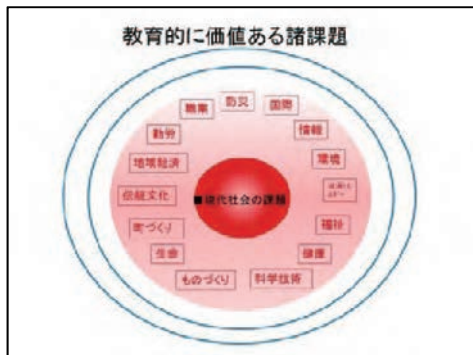 教育的に価値ある諸課題
防災
国際
情報
環境
福祉
健康
科学技術
ものづくり
生命
町づくり
伝統文化
地域経済
勤労
職業
■現代社会の課題